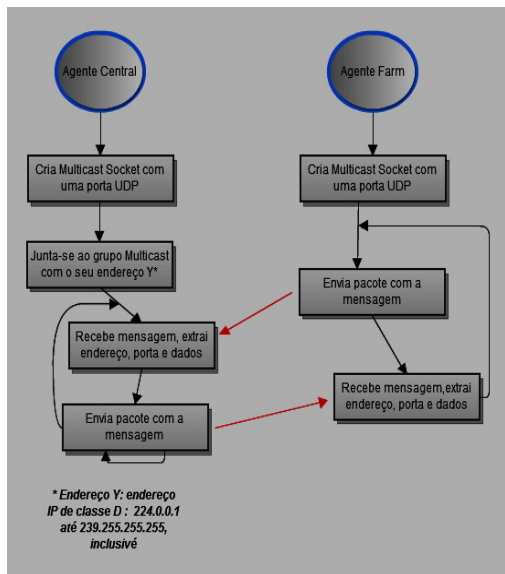 Agente Central
Agente Farm
Cria Multicast Socket com
uma porta UDP
Cria Multicast Socket com
uma porta UDP
Junta-se ao grupo Multicast
com o seu endereço Y*
Envia pacote com a
mensagem
Recebe mensagem, extrai
endereço, porta e dados
Recebe mensagem,extrai
endereço, porta e dados
Envia pacote com a
mensagem
* Endereço Y: endereço
IP de classe D : 224.0.0.1
até 239.255.255.255,
inclusivé